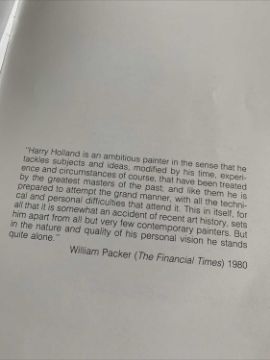 "Harry Holland is an ambitious painter in the sense that he
tackles subjects and ideas, modified by his time, experi-
ence and circumstances of course, that have been treated
by the greatest masters of the past; and like them he is
prepared to attempt the grand manner, with all the techni-
cal and personal difficulties that attend it. This in itself, for
all that it is somewhat an accident of recent art history, sets
him apart from all but very few contemporary painters. But
in the nature and quality of his personal vision he stands
quite alone."
William Packer (The Financial Times) 1980